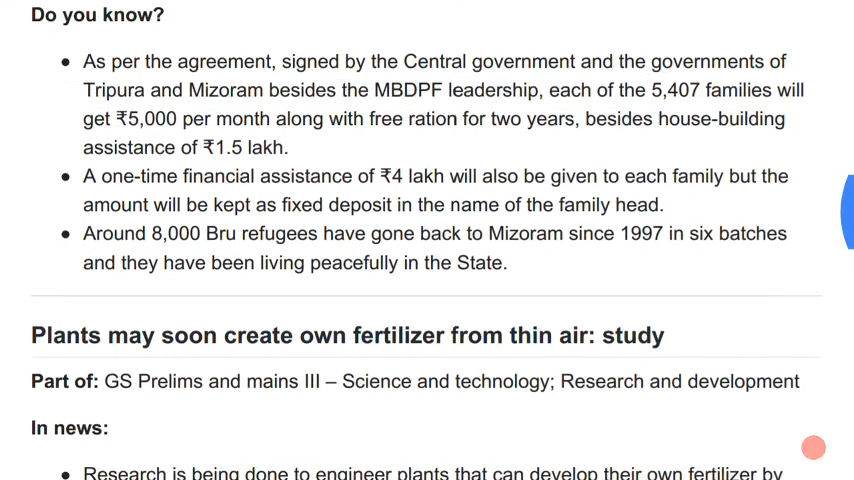 Do you know?
● As per the agreement, signed by the Central government and the governments of
Tripura and Mizoram besides the MBDPF leadership, each of the 5,407 families will
get ₹5,000 per month along with free ration for two years, besides house-building
assistance of ₹1.5 lakh.
● A one-time financial assistance of ₹4 lakh will also be given to each family but the
amount will be kept as fixed deposit in the name of the family head.
● Around 8,000 Bru refugees have gone back to Mizoram since 1997 in six batches
and they have been living peacefully in the State.
Plants may soon create own fertilizer from thin air: study
Part of: GS Prelims and mains III – Science and technology; Research and development
In news:
● Research is being done to engineer plants that can develop their own fertilizer by